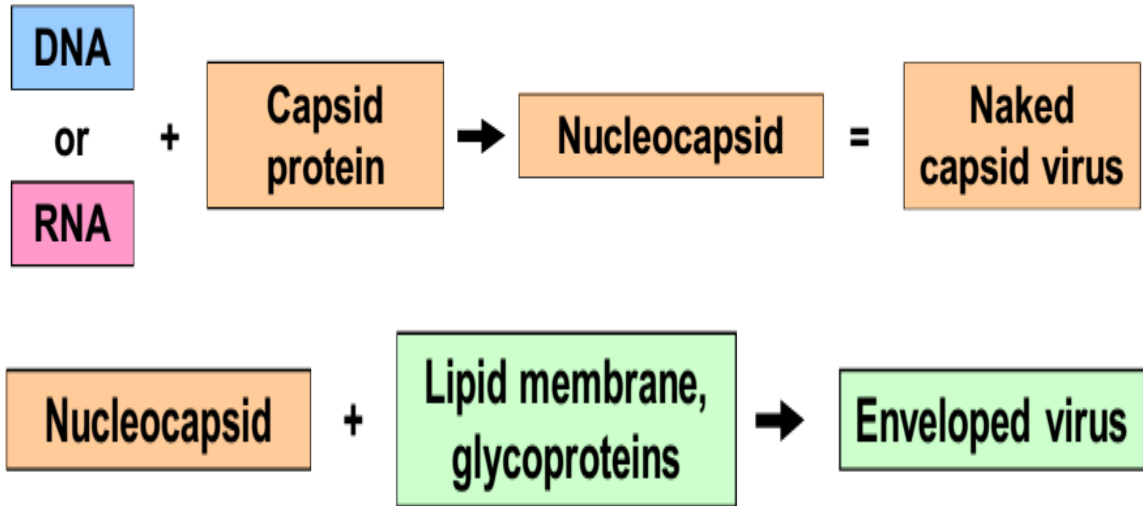 DNA
or
RNA
+
Capsid
protein
➡
Nucleocapsid
=
Naked
capsid virus
Nucleocapsid
+
Lipid membrane,
glycoproteins
➡
Enveloped virus